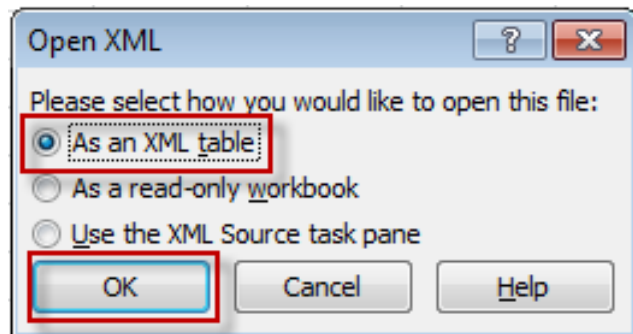 Open XML
Please select how you would like to open this file:
As an XML table
As a read-only workbook
Use the XML Source task pane
OK Cancel Help